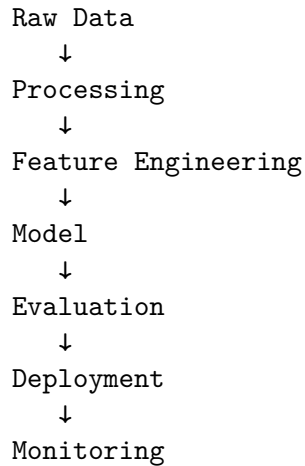 Raw Data
↓
Processing
↓
Feature Engineering
↓
Model
↓
Evaluation
↓
Deployment
↓
Monitoring